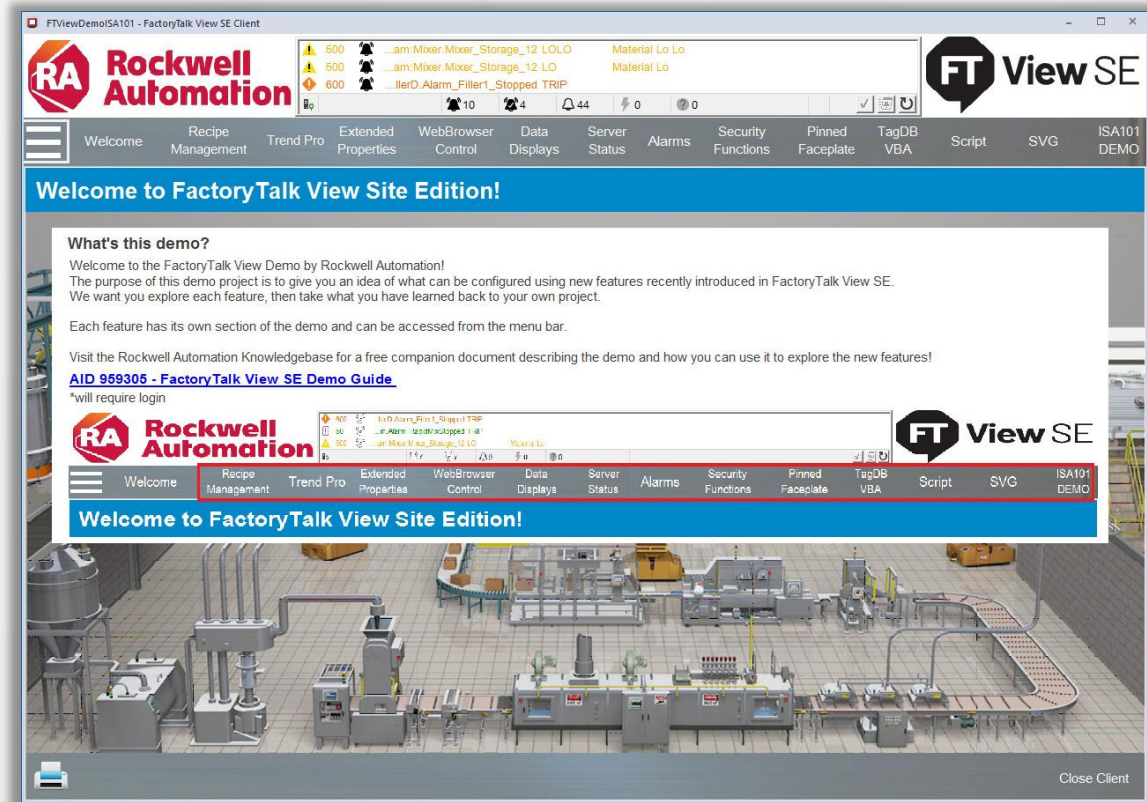 FTViewDemoISA101 - FactoryTalk View SE Client
RA Rockwell Automation
500 ...am:Mixer.Mixer_Storage_12 LOLO Material Lo Lo
500 ...am:Mixer.Mixer_Storage_12 LO Material Lo
600 ...llerD.Alarm_Filler1_Stopped TRIP
10 4 44 0 0
FT View SE
Welcome Recipe Management Trend Pro Extended Properties WebBrowser Control Data Displays Server Status Alarms Security Functions Pinned Faceplate TagDB VBA Script SVG ISA101 DEMO
Welcome to FactoryTalk View Site Edition!
What's this demo?
Welcome to the FactoryTalk View Demo by Rockwell Automation!
The purpose of this demo project is to give you an idea of what can be configured using new features recently introduced in FactoryTalk View SE.
We want you explore each feature, then take what you have learned back to your own project.
Each feature has its own section of the demo and can be accessed from the menu bar.
Visit the Rockwell Automation Knowledgebase for a free companion document describing the demo and how you can use it to explore the new features!
AID 959305 - FactoryTalk View SE Demo Guide
*will require login
RA Rockwell Automation
FT View SE
Welcome Recipe Management Trend Pro Extended Properties WebBrowser Control Data Displays Server Status Alarms Security Functions Pinned Faceplate TagDB VBA Script SVG ISA101 DEMO
Welcome to FactoryTalk View Site Edition!
Close Client